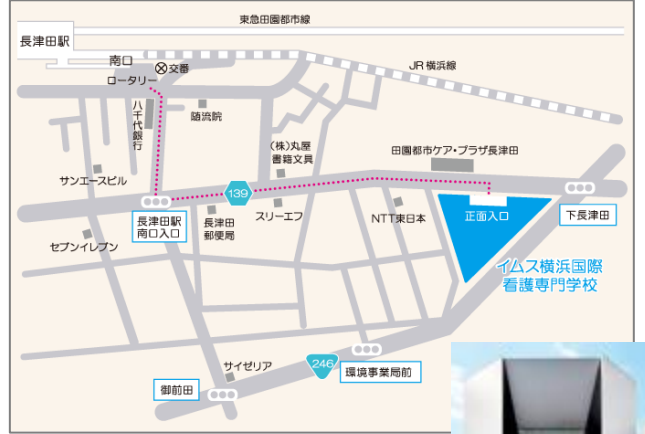 東急田園都市線
長津田駅
南口
交番
JR 横浜線
ロータリー
八千代銀行
随流院
(株)丸屋
書籍文具
田園都市ケア・プラザ長津田
サンエースビル
139
長津田駅
南口入口
長津田
郵便局
スリーエフ
NTT東日本
正面入口
下長津田
セブンイレブン
イムス横浜国際
看護専門学校
サイゼリア
246
環境事業局前
御前田